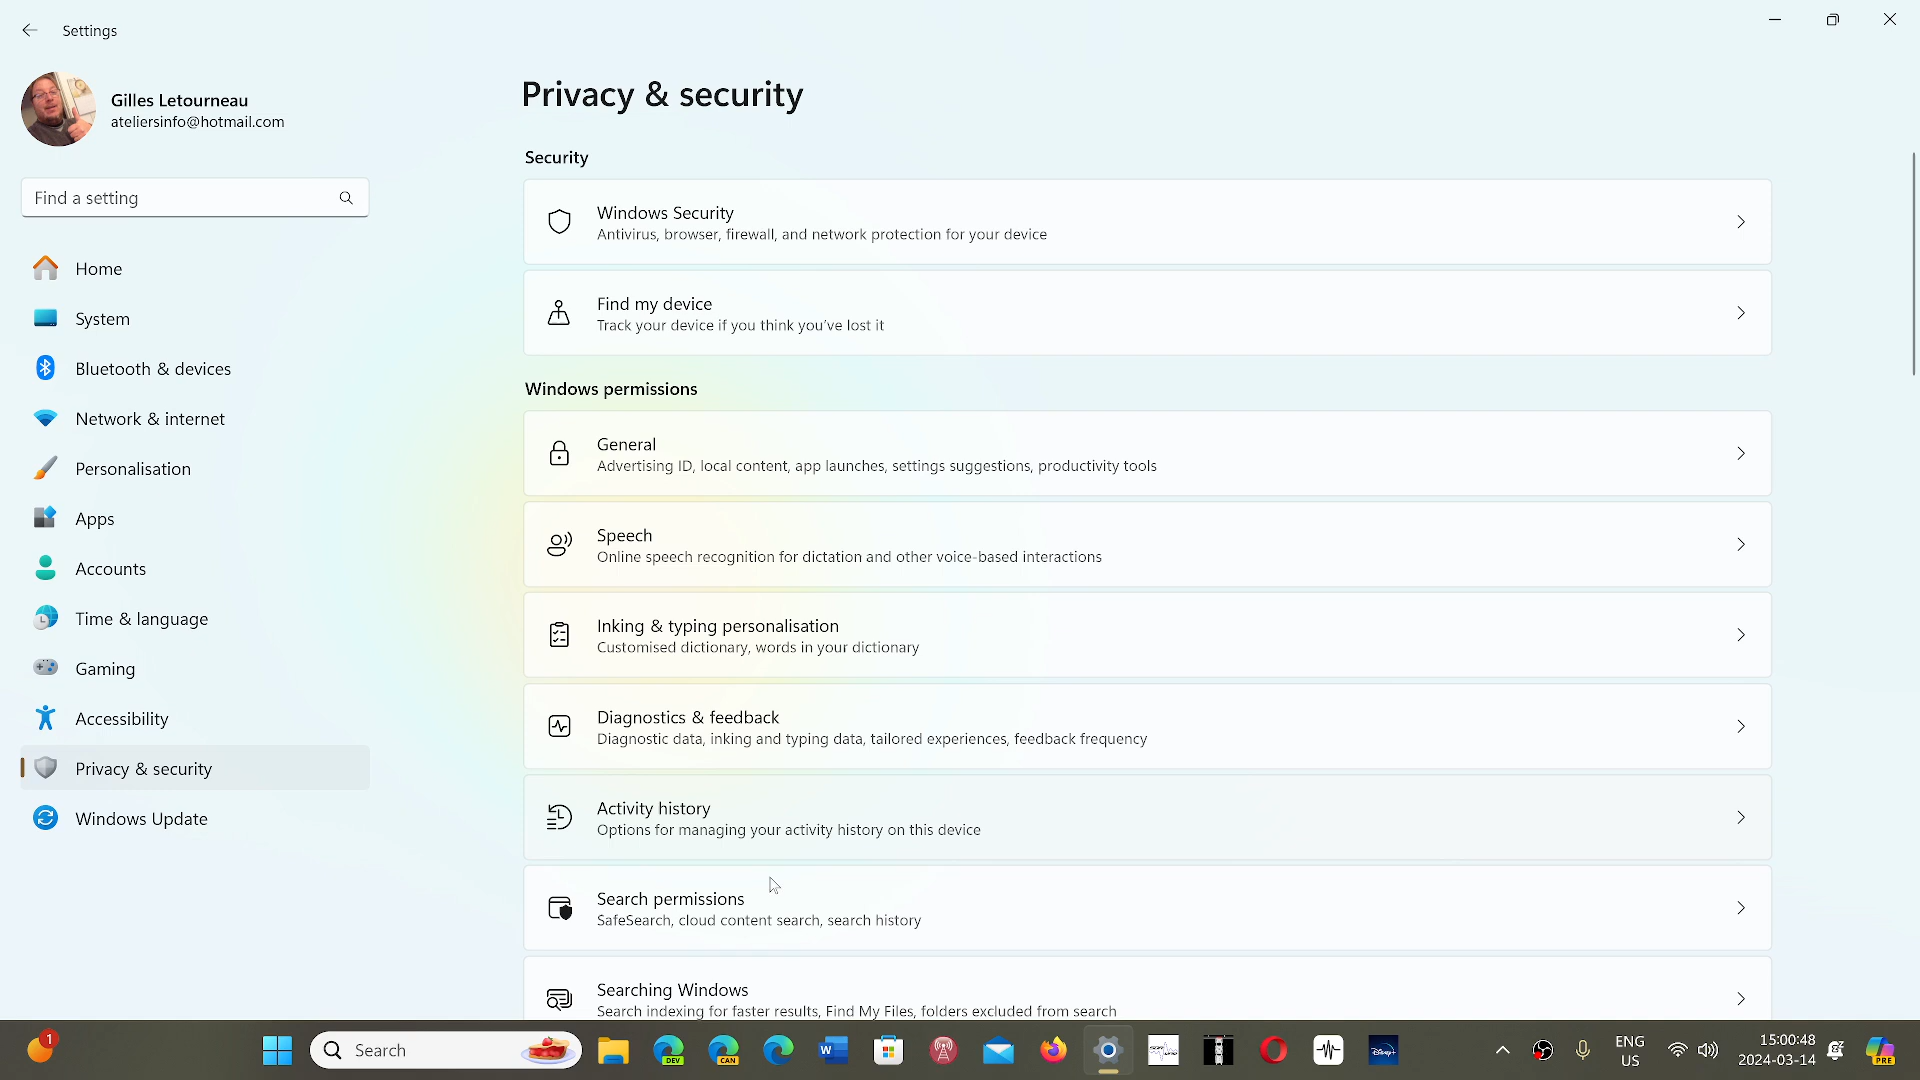 Settings
Gilles Letourneau
ateliersinfo@hotmail.com
Find a setting
Home
System
Bluetooth & devices
Network & internet
Personalisation
Apps
Accounts
Time & language
Gaming
Accessibility
Privacy & security
Windows Update
Privacy & security
Security
Windows Security
Antivirus, browser, firewall, and network protection for your device
Find my device
Track your device if you think you've lost it
Windows permissions
General
Advertising ID, local content, app launches, settings suggestions, productivity tools
Speech
Online speech recognition for dictation and other voice-based interactions
Inking & typing personalisation
Customised dictionary, words in your dictionary
Diagnostics & feedback
Diagnostic data, inking and typing data, tailored experiences, feedback frequency
Activity history
Options for managing your activity history on this device
Search permissions
SafeSearch, cloud content search, search history
Searching Windows
Search indexing for faster results, Find My Files, folders excluded from search
1
Search
DEV
CAN
W
Disney+
ENG
US
15:00:48
2024-03-14
PRE